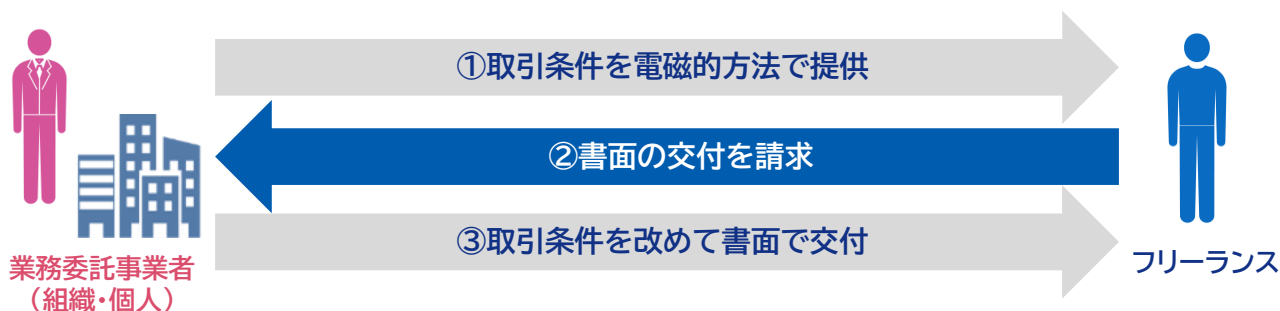 ①取引条件を電磁的方法で提供
②書面の交付を請求
③取引条件を改めて書面で交付
業務委託事業者
（組織・個人）
フリーランス